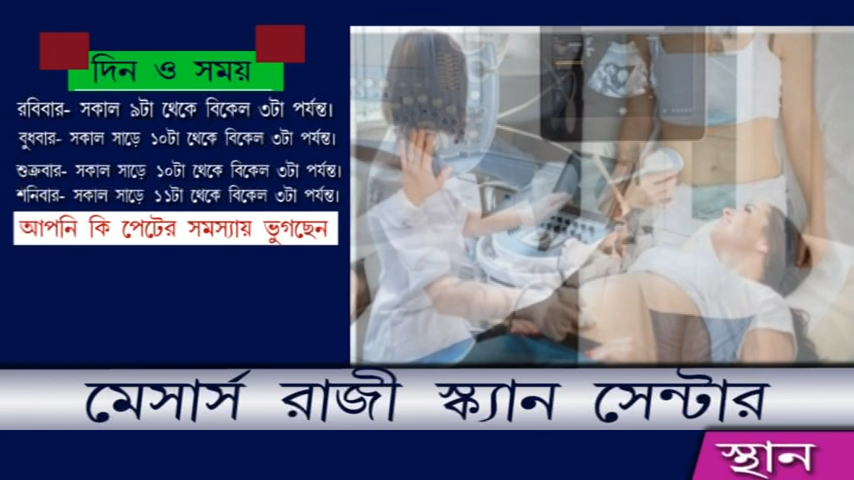 দিন ও সময়
রবিবার- সকাল ৯টা থেকে বিকেল ৩টা পর্যন্ত।
বুধবার- সকাল সাড়ে ১০টা থেকে বিকেল ৩টা পর্যন্ত।
শুক্রবার- সকাল সাড়ে ১০টা থেকে বিকেল ৩টা পর্যন্ত।
শনিবার- সকাল সাড়ে ১১টা থেকে বিকেল ৩টা পর্যন্ত।
আপনি কি পেটের সমস্যায় ভুগছেন
মেসার্স রাজী স্ক্যান সেন্টার
স্থান